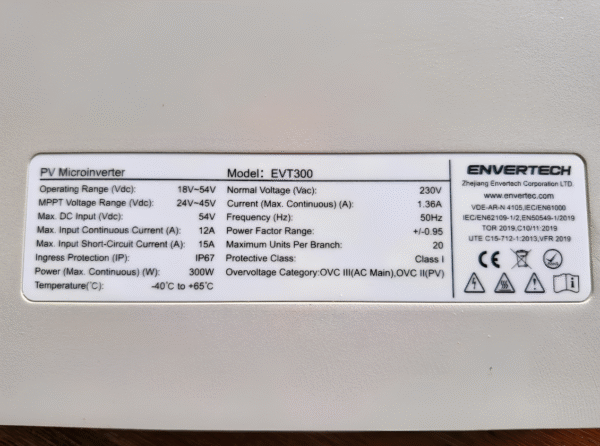 PV Microinverter Model: EVT300
Operating Range (Vdc): 18V~54V
MPPT Voltage Range (Vdc): 24V~45V
Max. DC Input (Vdc): 54V
Max. Input Continuous Current (A): 12A
Max. Input Short-Circuit Current (A): 15A
Ingress Protection (IP): IP67
Power (Max. Continuous) (W): 300W
Temperature(℃): -40℃ to +65℃
Normal Voltage (Vac): 230V
Current (Max. Continuous) (A): 1.36A
Frequency (Hz): 50Hz
Power Factor Range: +/-0.95
Maximum Units Per Branch: 20
Protective Class: Class I
Overvoltage Category:OVC III(AC Main),OVC II(PV)
ENVERTECH
Zhejiang Envertech Corporation LTD.
www.envertec.com
VDE-AR-N 4105,IEC/EN61000
IEC/EN62109-1/2,EN50549-1/2019
TOR 2019,C10/11:2019
UTE C15-712-1:2013,VFR 2019
CE